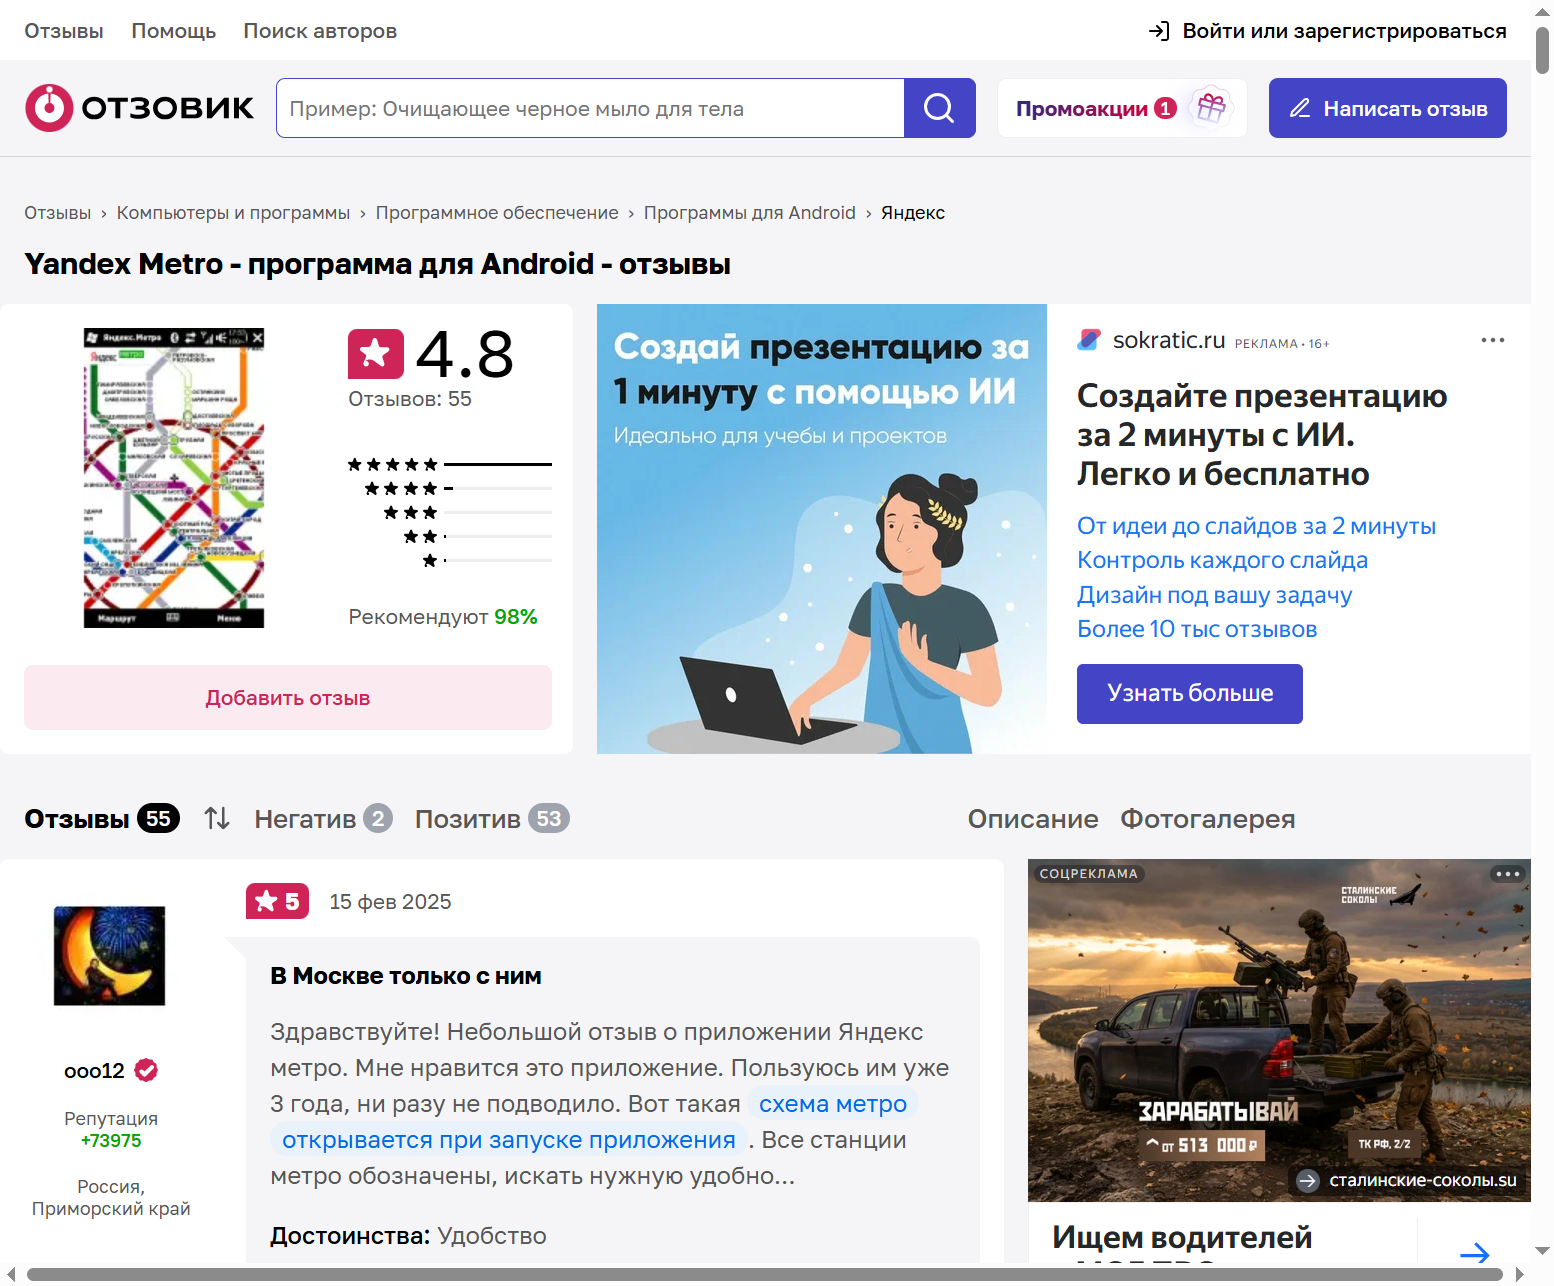 Отзывы Помощь Поиск авторов Войти или зарегистрироваться
ОТЗОВИК Пример: Очищающее черное мыло для тела Промоакции 1 Написать отзыв
Отзывы › Компьютеры и программы › Программное обеспечение › Программы для Android › Яндекс
Yandex Metro - программа для Android - отзывы
Яндекс.Метро
Маршрут Меню
4.8
Отзывов: 55
Рекомендуют 98%
Добавить отзыв
Создай презентацию за
1 минуту с помощью ИИ
Идеально для учебы и проектов
sokratic.ru РЕКЛАМА • 16+
Создайте презентацию
за 2 минуты с ИИ.
Легко и бесплатно
От идеи до слайдов за 2 минуты
Контроль каждого слайда
Дизайн под вашу задачу
Более 10 тыс отзывов
Узнать больше
Отзывы 55 Негатив 2 Позитив 53 Описание Фотогалерея
5 15 фев 2025
ооо12
Репутация
+73975
Россия,
Приморский край
В Москве только с ним
Здравствуйте! Небольшой отзыв о приложении Яндекс
метро. Мне нравится это приложение. Пользуюсь им уже
3 года, ни разу не подводило. Вот такая схема метро
открывается при запуске приложения . Все станции
метро обозначены, искать нужную удобно...
Достоинства: Удобство
СОЦРЕКЛАМА
СТАЛИНСКИЕ
СОКОЛЫ
ЗАРАБАТЫВАЙ
ОТ 513 000 ₽ ТК РФ, 2/2
сталинские-соколы.su
Ищем водителей